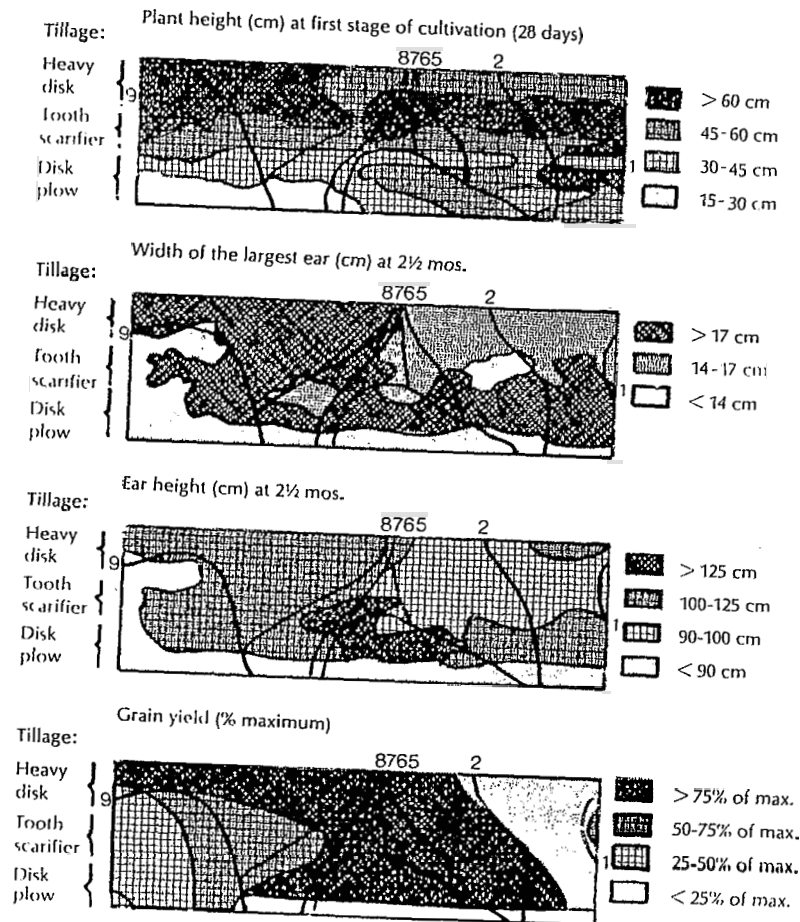 Plant height (cm) at first stage of cultivation (28 days)
Tillage:
8765 2
Heavy
disk
9
Tooth
scarifier
Disk
plow
1
> 60 cm
45-60 cm
30-45 cm
15-30 cm
Width of the largest ear (cm) at 2½ mos.
Tillage:
8765 2
Heavy
disk
9
Tooth
scarifier
Disk
plow
1
> 17 cm
14-17 cm
< 14 cm
Ear height (cm) at 2½ mos.
Tillage:
8765 2
Heavy
disk
9
Tooth
scarifier
Disk
plow
1
> 125 cm
100-125 cm
90-100 cm
< 90 cm
Grain yield (% maximum)
Tillage:
8765 2
Heavy
disk
9
Tooth
scarifier
Disk
plow
1
> 75% of max.
50-75% of max.
25-50% of max.
< 25% of max.